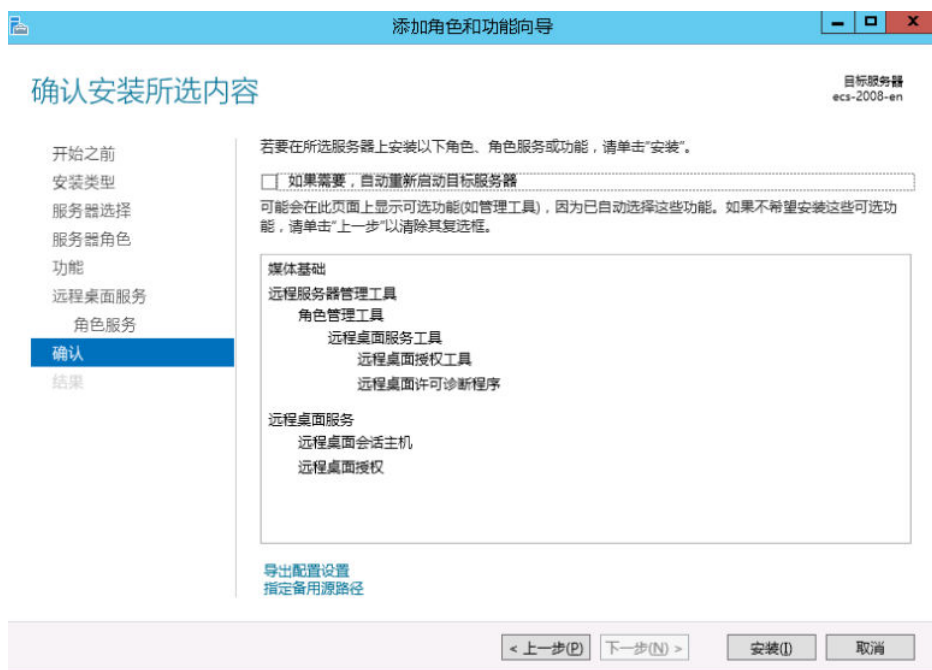 添加角色和功能向导
确认安装所选内容
目标服务器
ecs-2008-en
开始之前
安装类型
服务器选择
服务器角色
功能
远程桌面服务
角色服务
确认
结果
若要在所选服务器上安装以下角色、角色服务或功能，请单击"安装"。
如果需要，自动重新启动目标服务器
可能会在此页面上显示可选功能(如管理工具)，因为已自动选择这些功能。如果不希望安装这些可选功
能，请单击"上一步"以清除其复选框。
媒体基础
远程服务器管理工具
角色管理工具
远程桌面服务工具
远程桌面授权工具
远程桌面许可诊断程序
远程桌面服务
远程桌面会话主机
远程桌面授权
导出配置设置
指定备用源路径
< 上一步(P)
下一步(N) >
安装(I)
取消